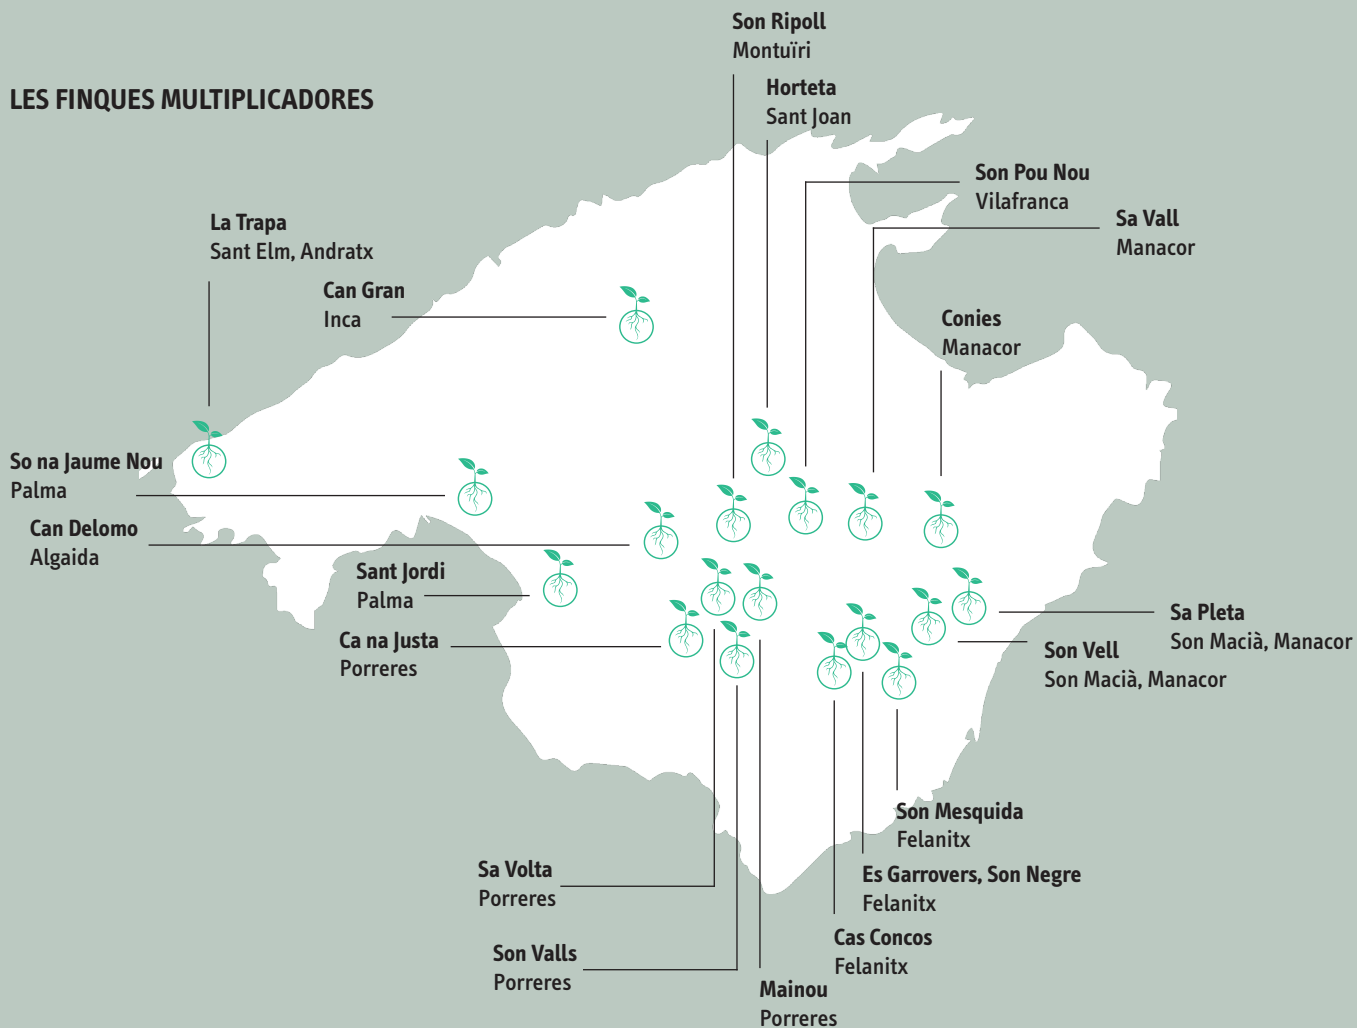 LES FINQUES MULTIPLICADORES
Son Ripoll
Montuïri
Horteta
Sant Joan
Son Pou Nou
Vilafranca
Sa Vall
Manacor
La Trapa
Sant Elm, Andratx
Can Gran
Inca
Conies
Manacor
So na Jaume Nou
Palma
Can Delomo
Algaida
Sant Jordi
Palma
Ca na Justa
Porreres
Sa Pleta
Son Macià, Manacor
Son Vell
Son Macià, Manacor
Son Mesquida
Felanitx
Es Garrovers, Son Negre
Felanitx
Cas Concos
Felanitx
Sa Volta
Porreres
Son Valls
Porreres
Mainou
Porreres